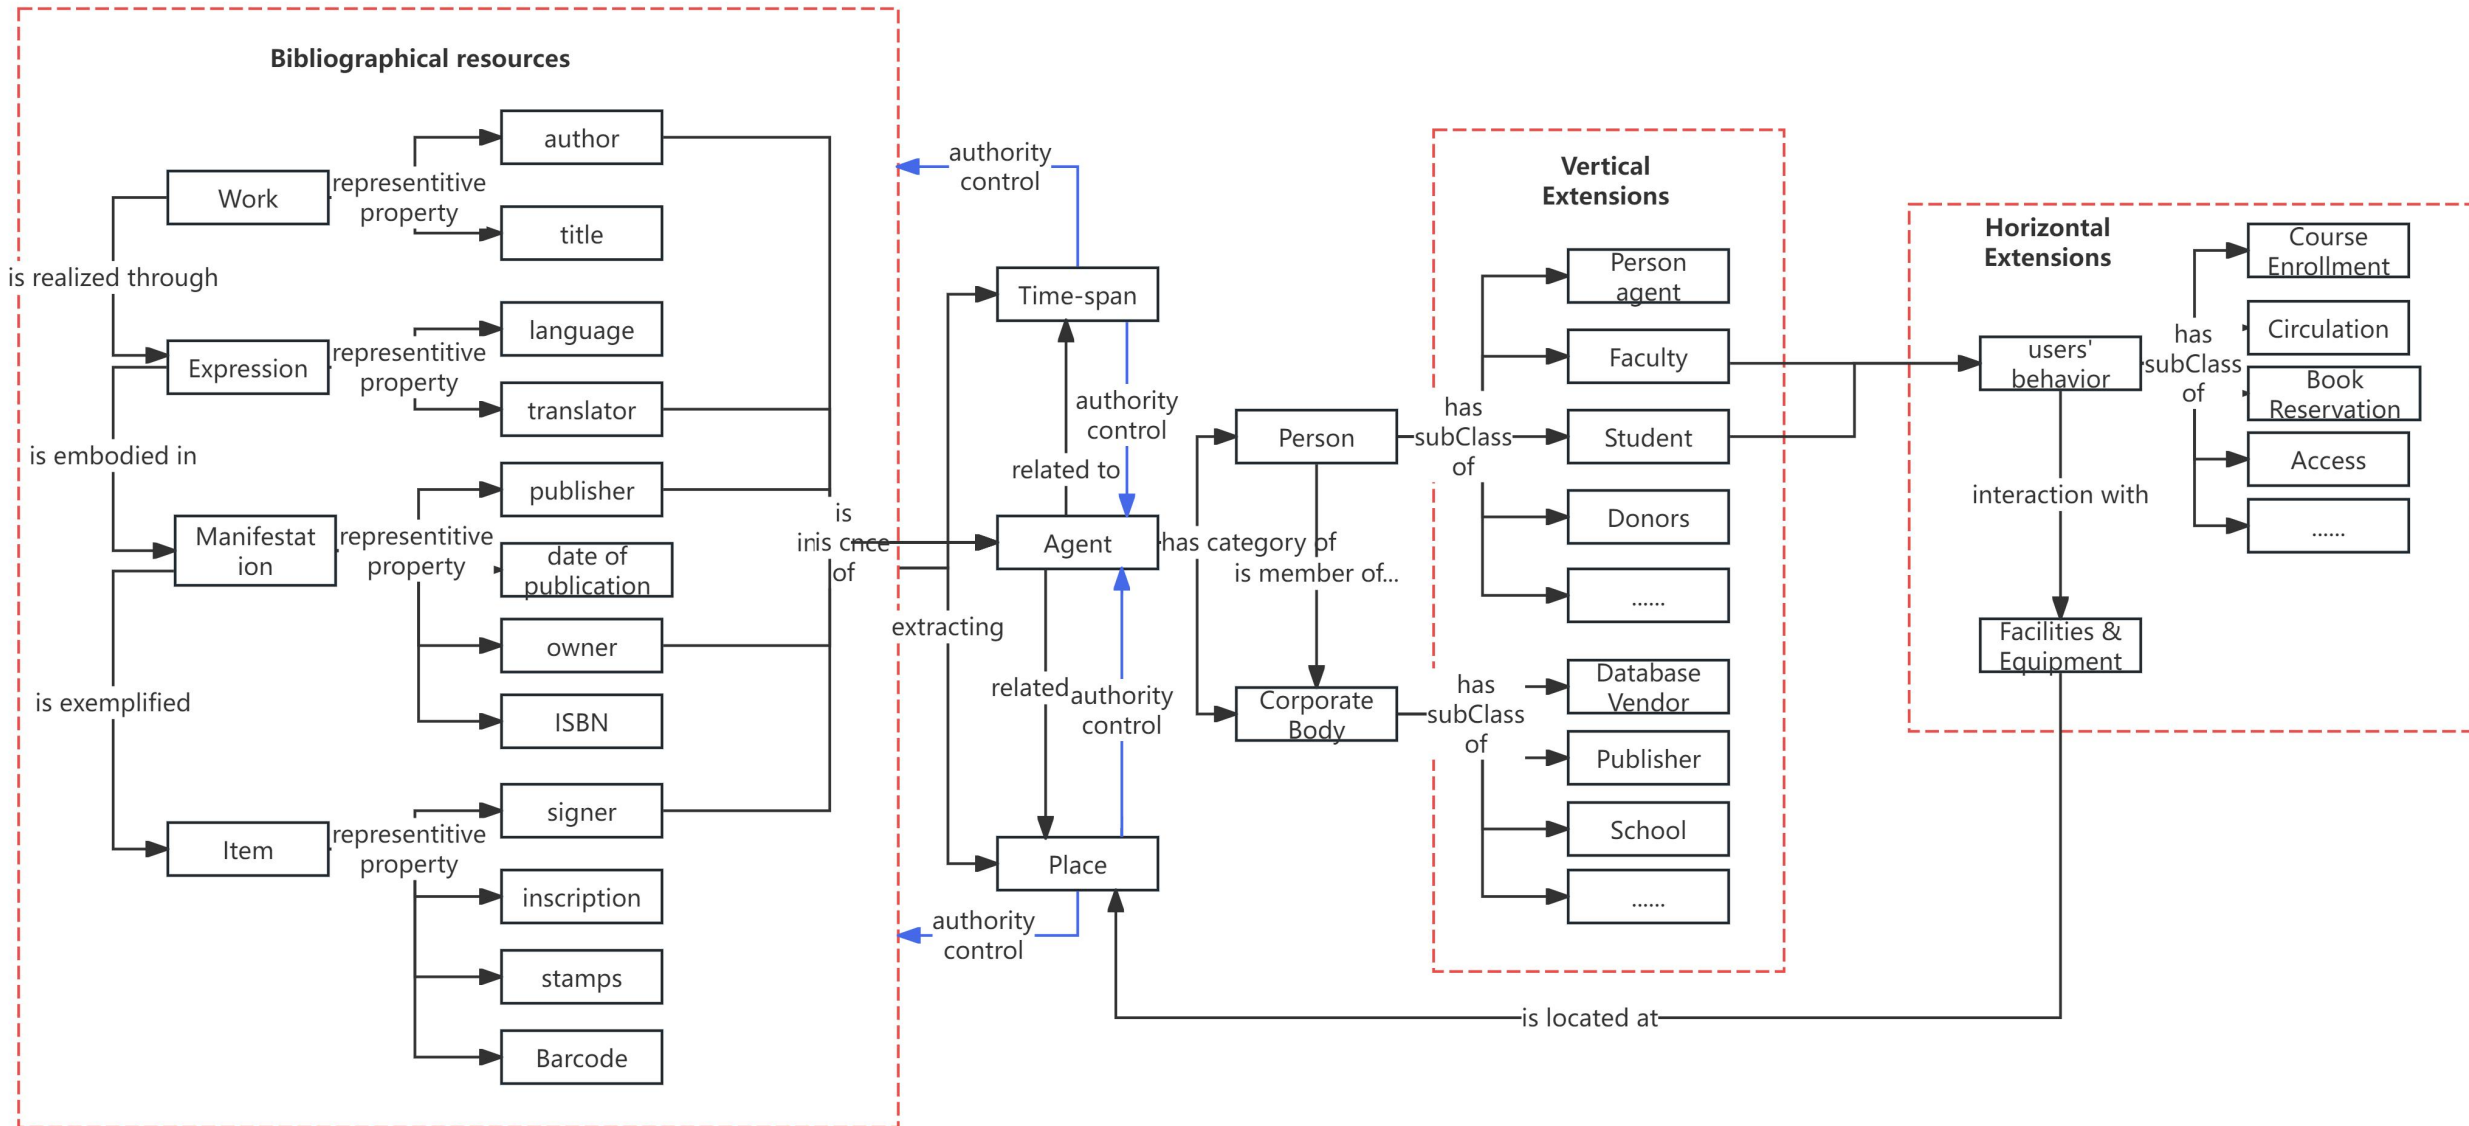 Bibliographical resources
author
Work
representitive
property
title
is realized through
language
Expression
representitive
property
translator
is embodied in
publisher
Manifestat
ion
representitive
property
date of
publication
owner
is exemplified
ISBN
signer
Item
representitive
property
inscription
stamps
Barcode
is
of
authority
control
Time-span
authority
control
related to
Agent
extracting
related
authority
control
Place
authority
control
has category of
Person
is member of...
Corporate
Body
Vertical
Extensions
has
subClass
of
Person
agent
Faculty
Student
Donors
......
has
subClass
of
Database
Vendor
Publisher
School
......
Horizontal
Extensions
users'
behavior
has
subClass
of
Course
Enrollment
Circulation
Book
Reservation
Access
......
interaction with
Facilities &
Equipment
is located at